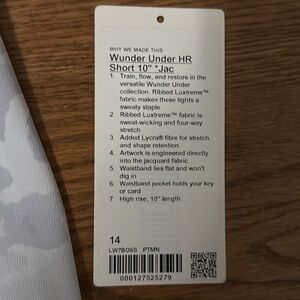 WHY WE MADE THIS
Wunder Under HR
Short 10" *Jac
1. Train, flow, and restore in the
versatile Wunder Under
collection. Ribbed Luxtreme™
fabric makes these tights a
sweaty staple
2. Ribbed Luxtreme™ fabric is
sweat-wicking and four-way
stretch
3. Added Lycra® fibre for stretch
and shape retention
4. Artwork is engineered directly
into the jacquard fabric
5. Waistband lies flat and won't
dig in
6. Waistband pocket holds your key
or card
7. High rise, 10" length
14
LW7BO6S PTMN
000127525279